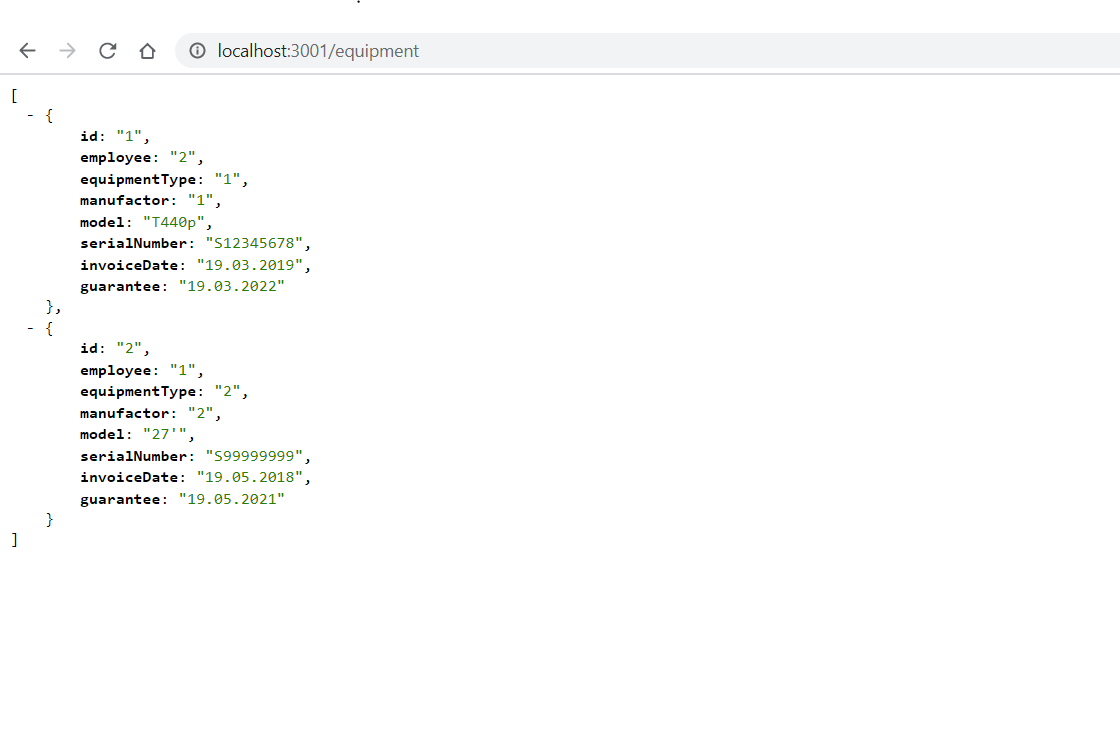 localhost:3001/equipment
[
- {
id: "1",
employee: "2",
equipmentType: "1",
manufactor: "1",
model: "T440p",
serialNumber: "S12345678",
invoiceDate: "19.03.2019",
guarantee: "19.03.2022"
},
- {
id: "2",
employee: "1",
equipmentType: "2",
manufactor: "2",
model: "27'",
serialNumber: "S99999999",
invoiceDate: "19.05.2018",
guarantee: "19.05.2021"
}
]